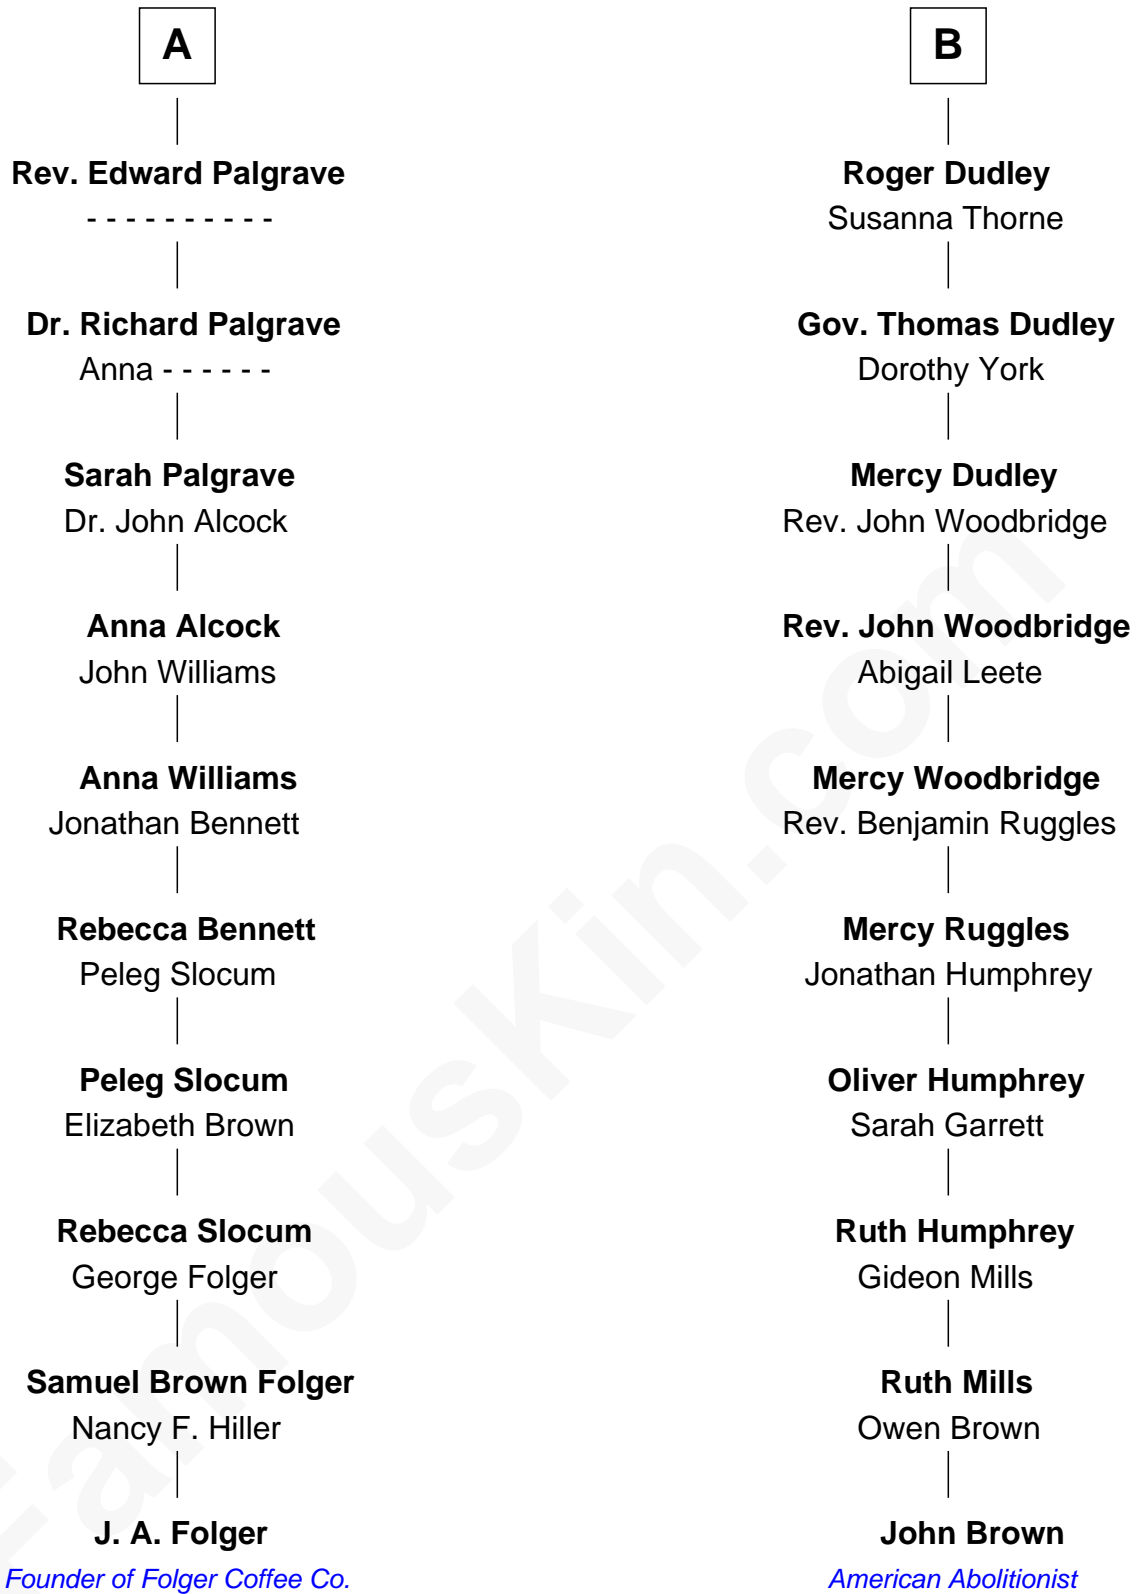 A
Rev. Edward Palgrave
- - - - - - - - - -
Dr. Richard Palgrave
Anna - - - - - -
Sarah Palgrave
Dr. John Alcock
Anna Alcock
John Williams
Anna Williams
Jonathan Bennett
Rebecca Bennett
Peleg Slocum
Peleg Slocum
Elizabeth Brown
Rebecca Slocum
George Folger
Samuel Brown Folger
Nancy F. Hiller
J. A. Folger
Founder of Folger Coffee Co.
B
Roger Dudley
Susanna Thorne
Gov. Thomas Dudley
Dorothy York
Mercy Dudley
Rev. John Woodbridge
Rev. John Woodbridge
Abigail Leete
Mercy Woodbridge
Rev. Benjamin Ruggles
Mercy Ruggles
Jonathan Humphrey
Oliver Humphrey
Sarah Garrett
Ruth Humphrey
Gideon Mills
Ruth Mills
Owen Brown
John Brown
American Abolitionist
FamousKin.com